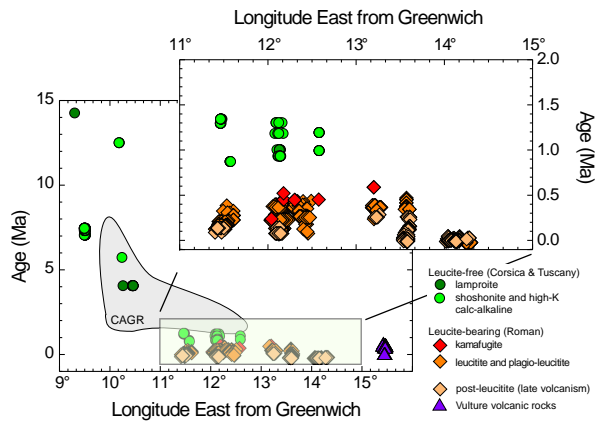 Longitude East from Greenwich
11° 12° 13° 14° 15°
2.0
1.5
1.0
0.5
0.0
Age (Ma)
15
10
5
0
Age (Ma)
CAGR
9° 10° 11° 12° 13° 14° 15°
Longitude East from Greenwich
Leucite-free (Corsica & Tuscany)
lamproite
shoshonite and high-K
calc-alkaline
Leucite-bearing (Roman)
kamafugite
leucitite and plagio-leucitite
post-leucitite (late volcanism)
Vulture volcanic rocks